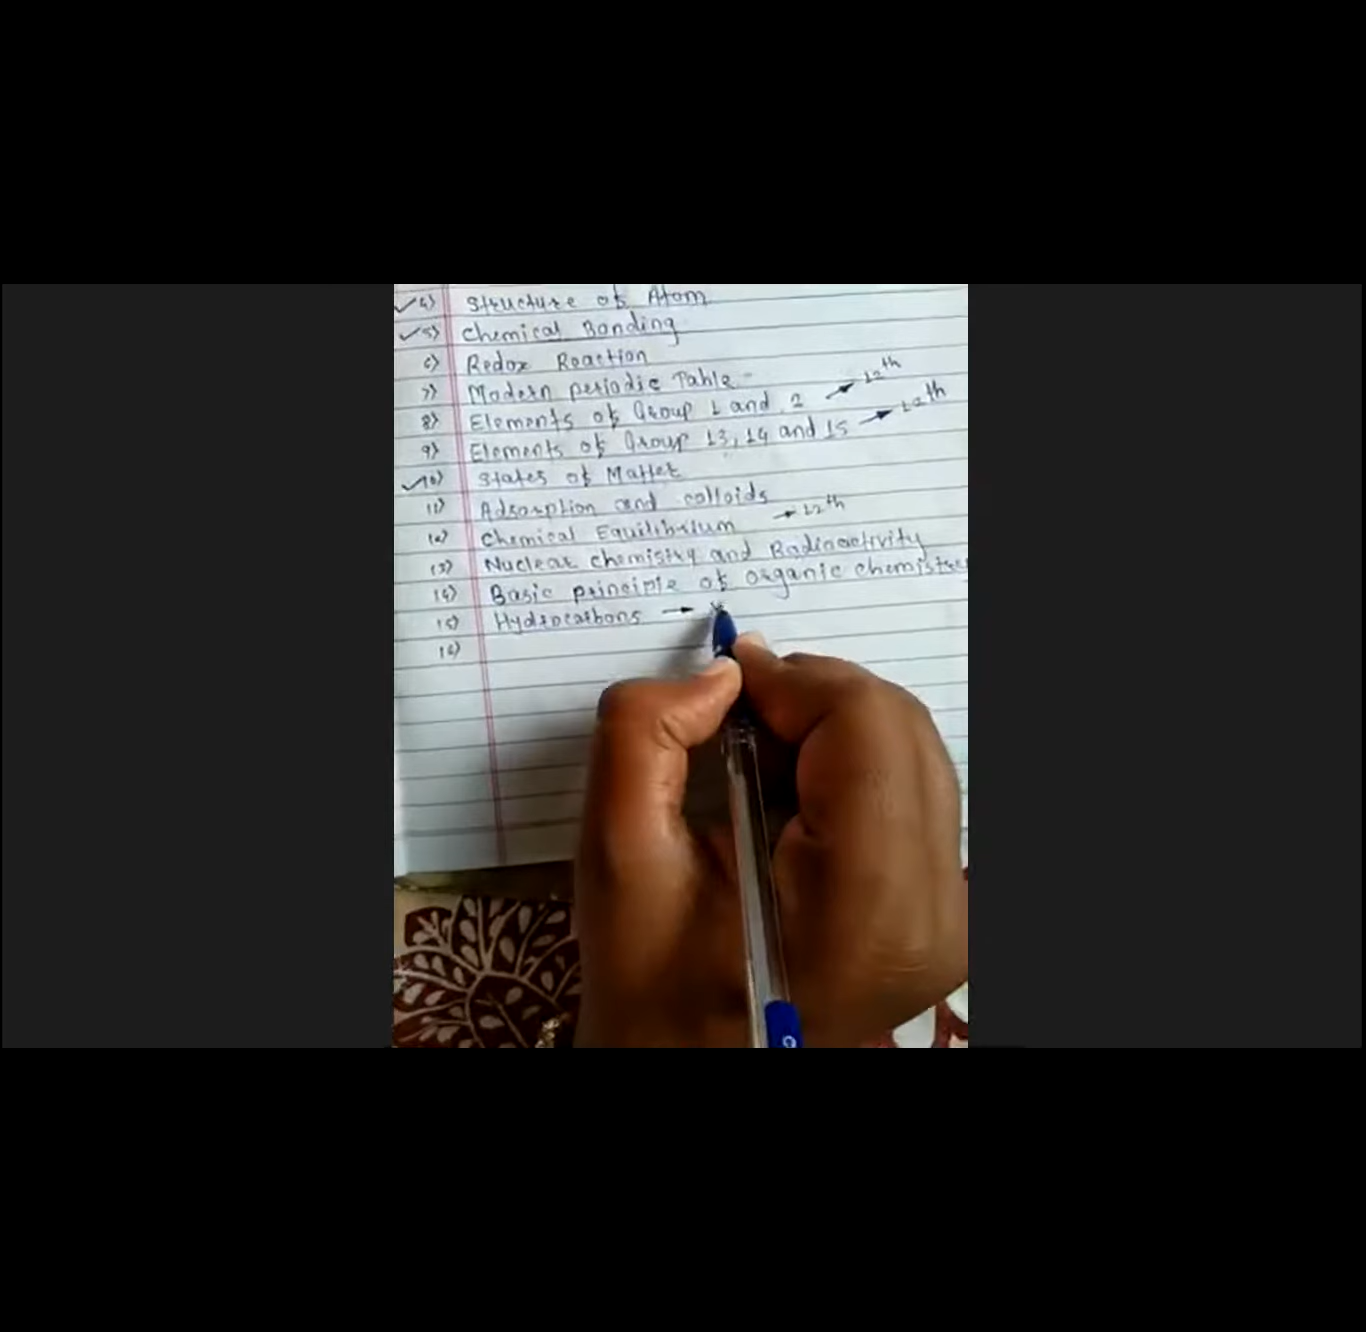 4) Structure of Atom
5) Chemical Bonding
6) Redox Reaction
7) Modern periodic Table
8) Elements of Group 1 and 2 → 12th
9) Elements of Group 13, 14 and 15 → 12th
10) States of Matter
11) Adsorption and colloids
12) Chemical Equilibrium → 12th
13) Nuclear chemistry and Radioactivity
14) Basic principle of organic chemistry
15) Hydrocarbons →
16)